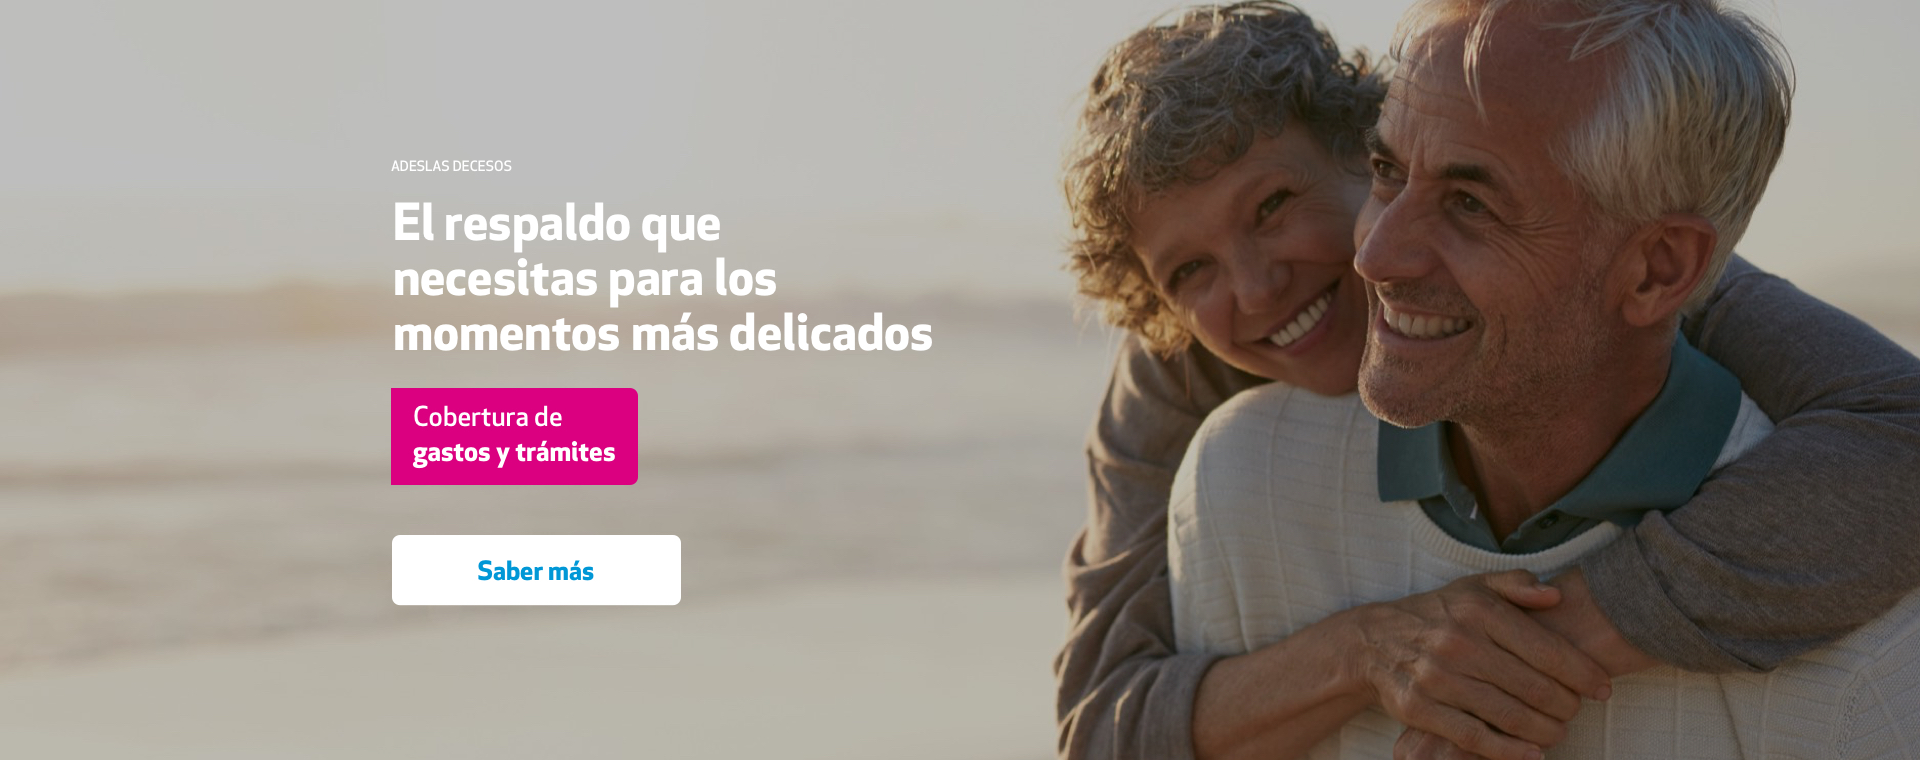 ADESLAS DECESOS
El respaldo que
necesitas para los
momentos más delicados
Cobertura de
gastos y trámites
Saber más